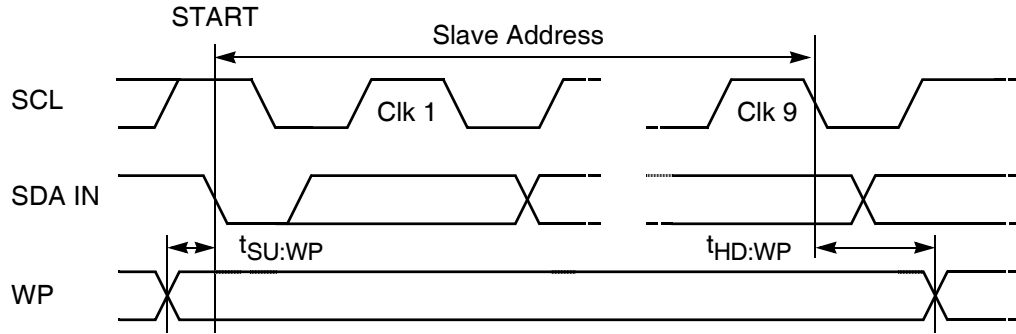 START
Slave Address
SCL
Clk 1
Clk 9
SDA IN
tSU:WP
tHD:WP
WP